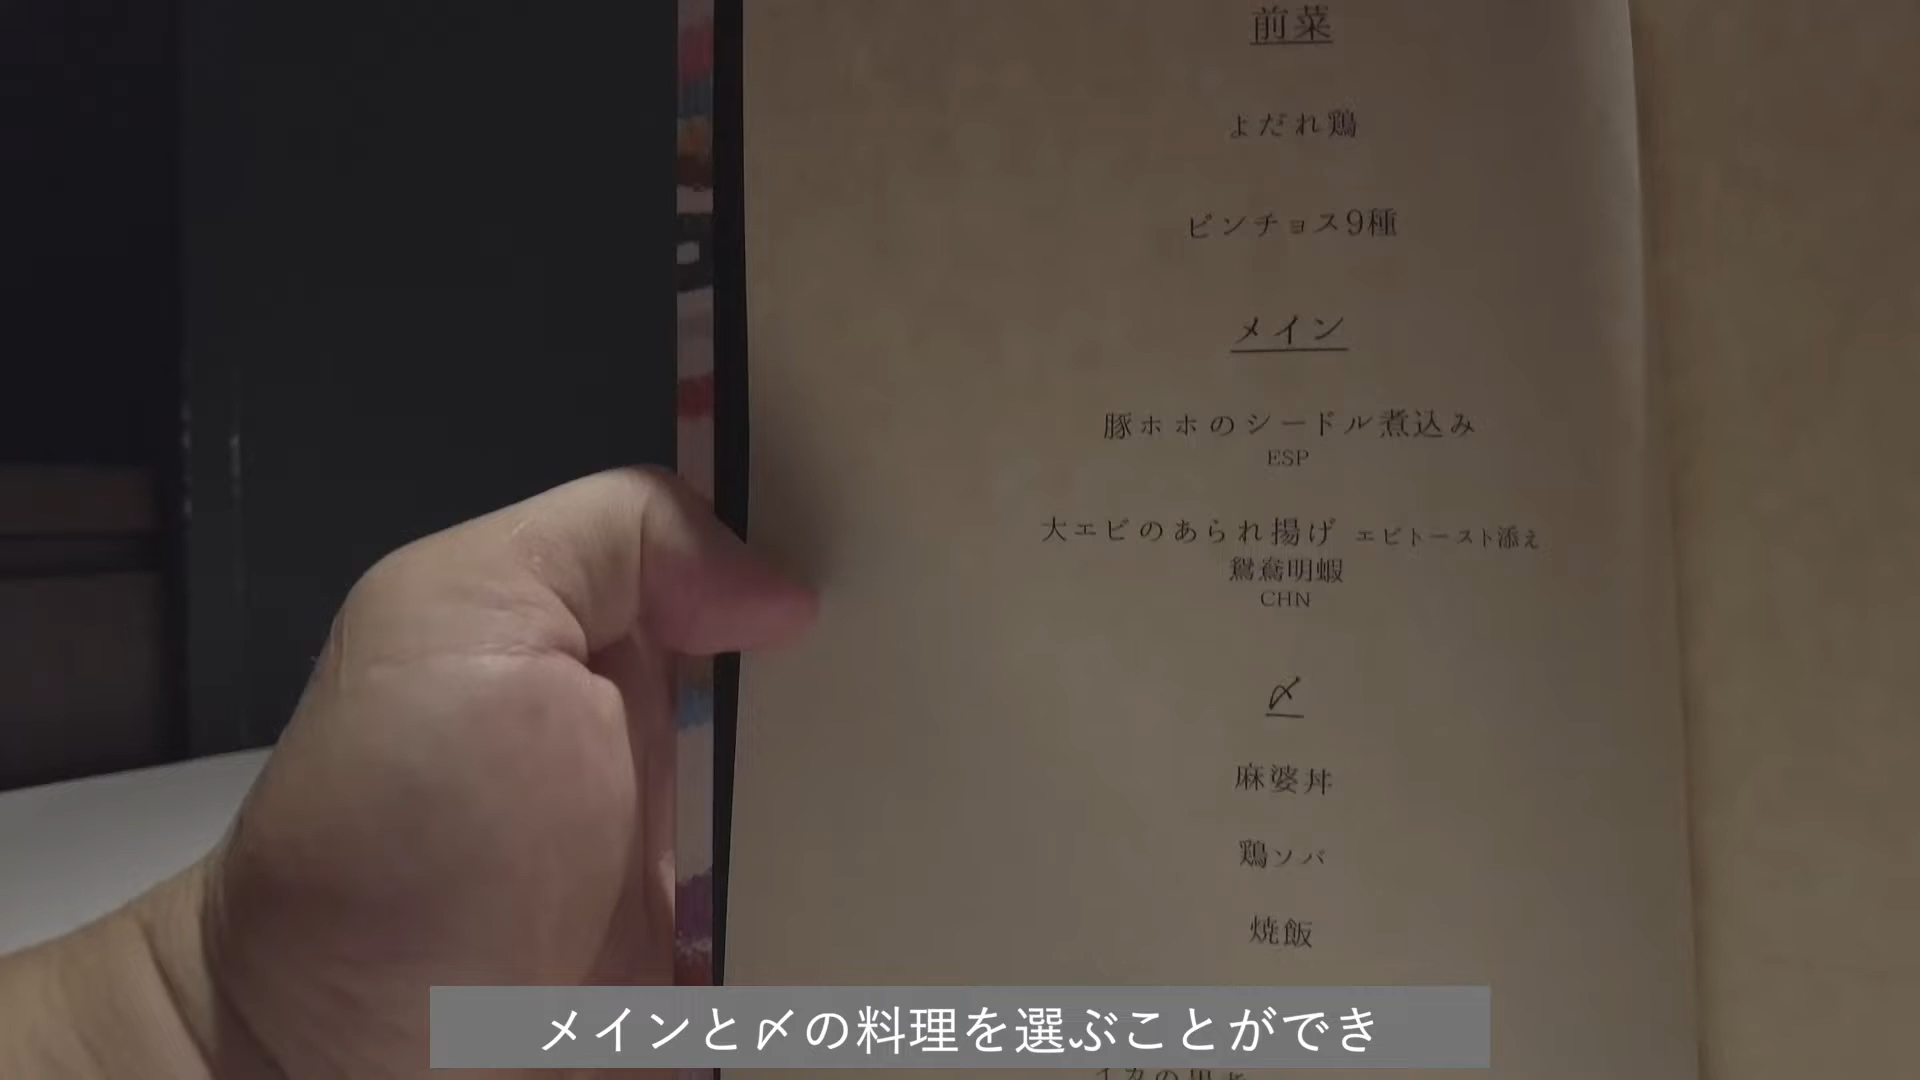 前菜
よだれ鶏
ピンチョス9種
メイン
豚ホホのシードル煮込み
ESP
大エビのあられ揚げ エビトースト添え
鴛鴦明蝦
CHN
〆
麻婆丼
鶏ソバ
焼飯
メインと〆の料理を選ぶことができ